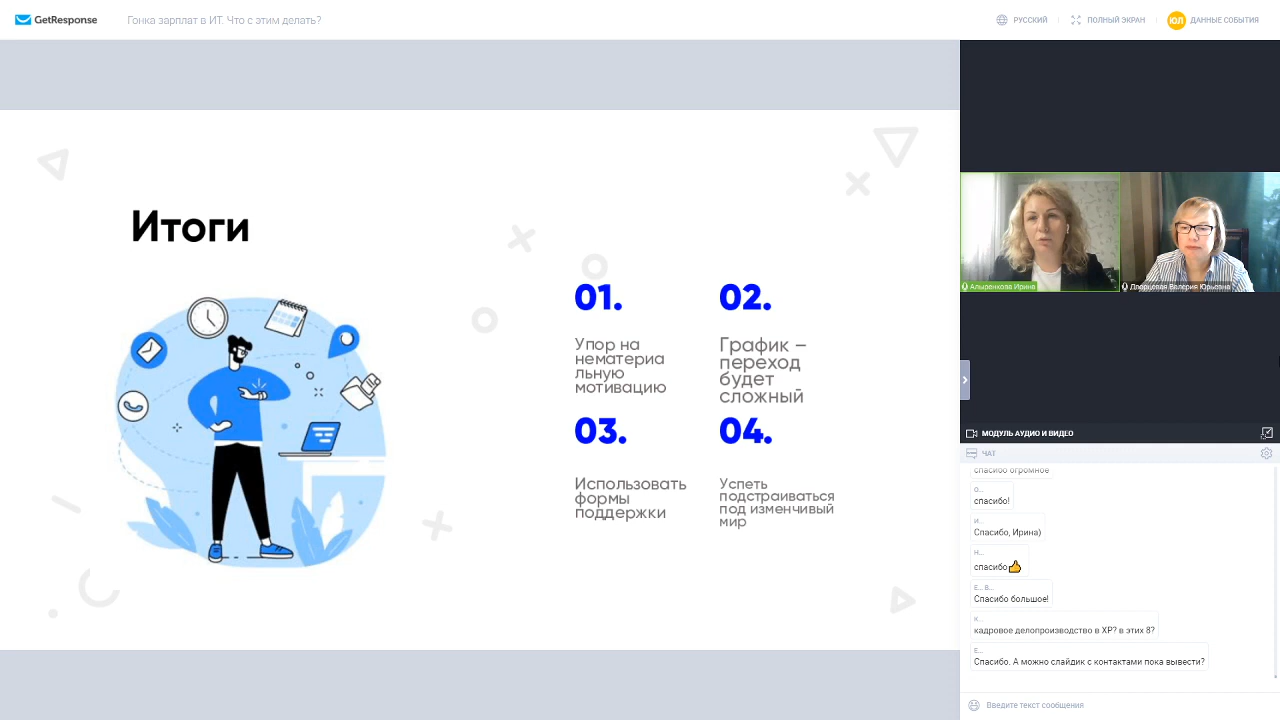 GetResponse
Гонка зарплат в ИТ. Что с этим делать?
РУССКИЙ
ПОЛНЫЙ ЭКРАН
ЮЛ
ДАННЫЕ СОБЫТИЯ
Итоги
01.
Упор на
нематериа
льную
мотивацию
02.
График –
переход
будет
сложный
03.
Использовать
формы
поддержки
04.
Успеть
подстраиваться
под изменчивый
мир
Алыренкова Ирина
Дворцевая Валерия Юрьевна
МОДУЛЬ АУДИО И ВИДЕО
ЧАТ
спасибо огромное
О...
спасибо!
И...
Спасибо, Ирина)
Н...
спасибо👍
Е... В...
Спасибо большое!
К...
кадровое делопроизводство в ХР? в этих 8?
Е...
Спасибо. А можно слайдик с контактами пока вывести?
Введите текст сообщения